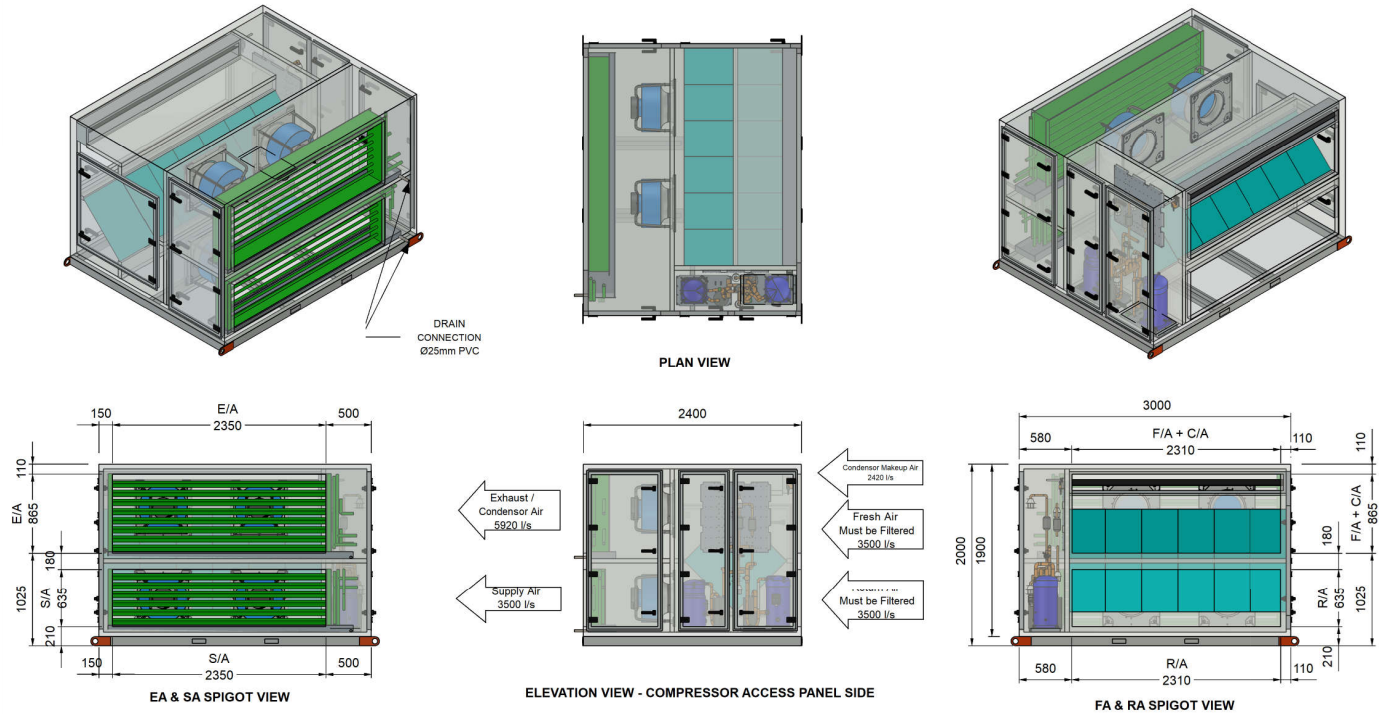 DRAIN
CONNECTION
Ø25mm PVC
PLAN VIEW
E/A
150
2350
500
110
E/A
865
180
1025
S/A
635
210
S/A
150
2350
500
EA & SA SPIGOT VIEW
2400
Exhaust /
Condensor Air
5920 l/s
Supply Air
3500 l/s
Condensor Makeup Air
2420 l/s
Fresh Air
Must be Filtered
3500 l/s
Return Air
Must be Filtered
3500 l/s
ELEVATION VIEW - COMPRESSOR ACCESS PANEL SIDE
3000
580
F/A + C/A
2310
110
110
2000
1900
F/A + C/A
865
180
R/A
635
1025
210
R/A
580
2310
110
FA & RA SPIGOT VIEW